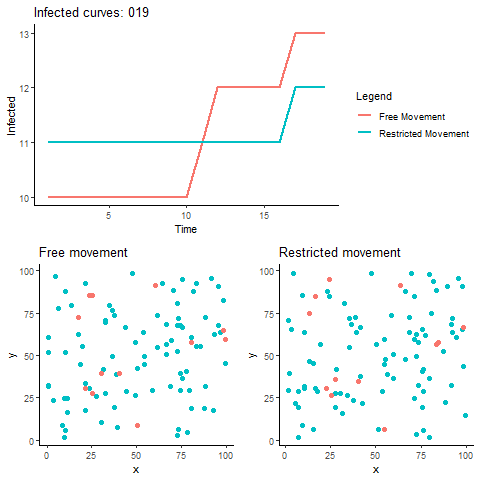 Infected curves: 019
13
12
11
10
Infected
5 10 15
Time
Legend
Free Movement
Restricted Movement
Free movement
100
75
50
25
0
y
0 25 50 75 100
x
Restricted movement
100
75
50
25
0
y
0 25 50 75 100
x